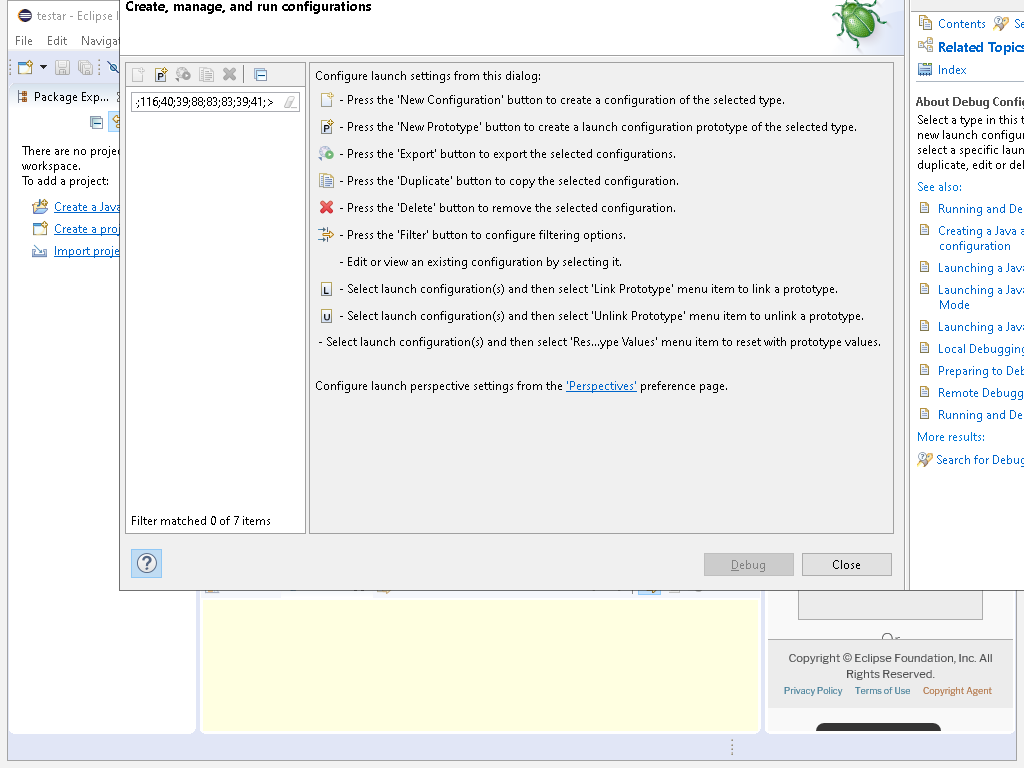 testar - Eclipse I
Create, manage, and run configurations
File Edit Naviga
Package Exp...
There are no proje
workspace.
To add a project:
Create a Java
Create a proj
Import proje
;116;40;39;88;83;83;39;41;>
Filter matched 0 of 7 items
Configure launch settings from this dialog:
- Press the 'New Configuration' button to create a configuration of the selected type.
- Press the 'New Prototype' button to create a launch configuration prototype of the selected type.
- Press the 'Export' button to export the selected configurations.
- Press the 'Duplicate' button to copy the selected configuration.
- Press the 'Delete' button to remove the selected configuration.
- Press the 'Filter' button to configure filtering options.
- Edit or view an existing configuration by selecting it.
L - Select launch configuration(s) and then select 'Link Prototype' menu item to link a prototype.
U - Select launch configuration(s) and then select 'Unlink Prototype' menu item to unlink a prototype.
- Select launch configuration(s) and then select 'Res...ype Values' menu item to reset with prototype values.
Configure launch perspective settings from the 'Perspectives' preference page.
?
Debug Close
Contents Se
Related Topics
Index
About Debug Config
Select a type in this t
new launch configur
select a specific laun
duplicate, edit or del
See also:
Running and De
Creating a Java a
configuration
Launching a Java
Launching a Java
Mode
Launching a Java
Local Debugging
Preparing to Deb
Remote Debugg
Running and De
More results:
Search for Debug
Or
Copyright © Eclipse Foundation, Inc. All
Rights Reserved.
Privacy Policy Terms of Use Copyright Agent